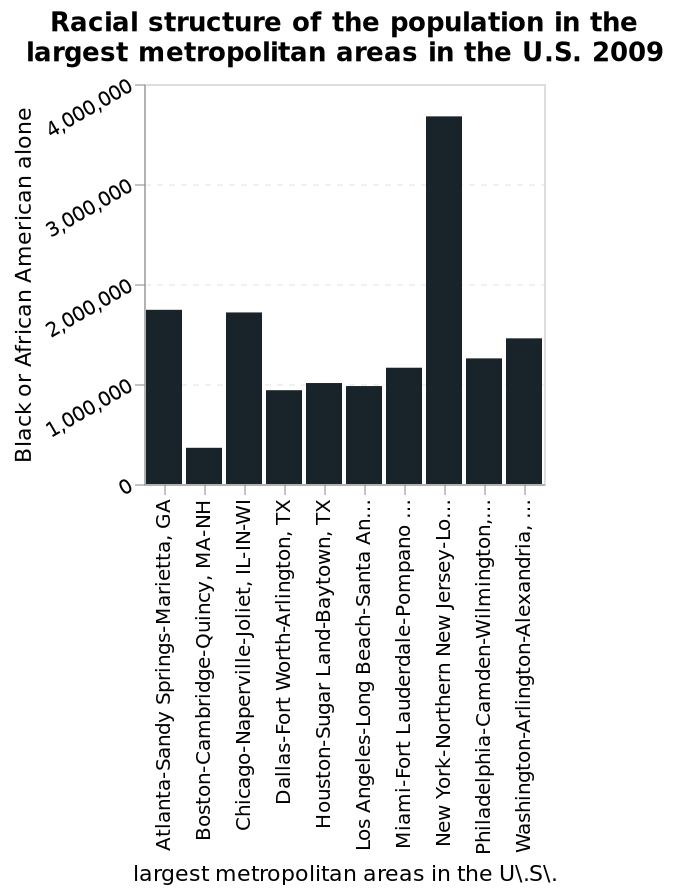 Racial structure of the population in the
largest metropolitan areas in the U.S. 2009
Black or African American alone
4,000,000
3,000,000
2,000,000
1,000,000
0
Atlanta-Sandy Springs-Marietta, GA
Boston-Cambridge-Quincy, MA-NH
Chicago-Naperville-Joliet, IL-IN-WI
Dallas-Fort Worth-Arlington, TX
Houston-Sugar Land-Baytown, TX
Los Angeles-Long Beach-Santa An...
Miami-Fort Lauderdale-Pompano ...
New York-Northern New Jersey-Lo...
Philadelphia-Camden-Wilmington,...
Washington-Arlington-Alexandria, ...
largest metropolitan areas in the U\.S\.